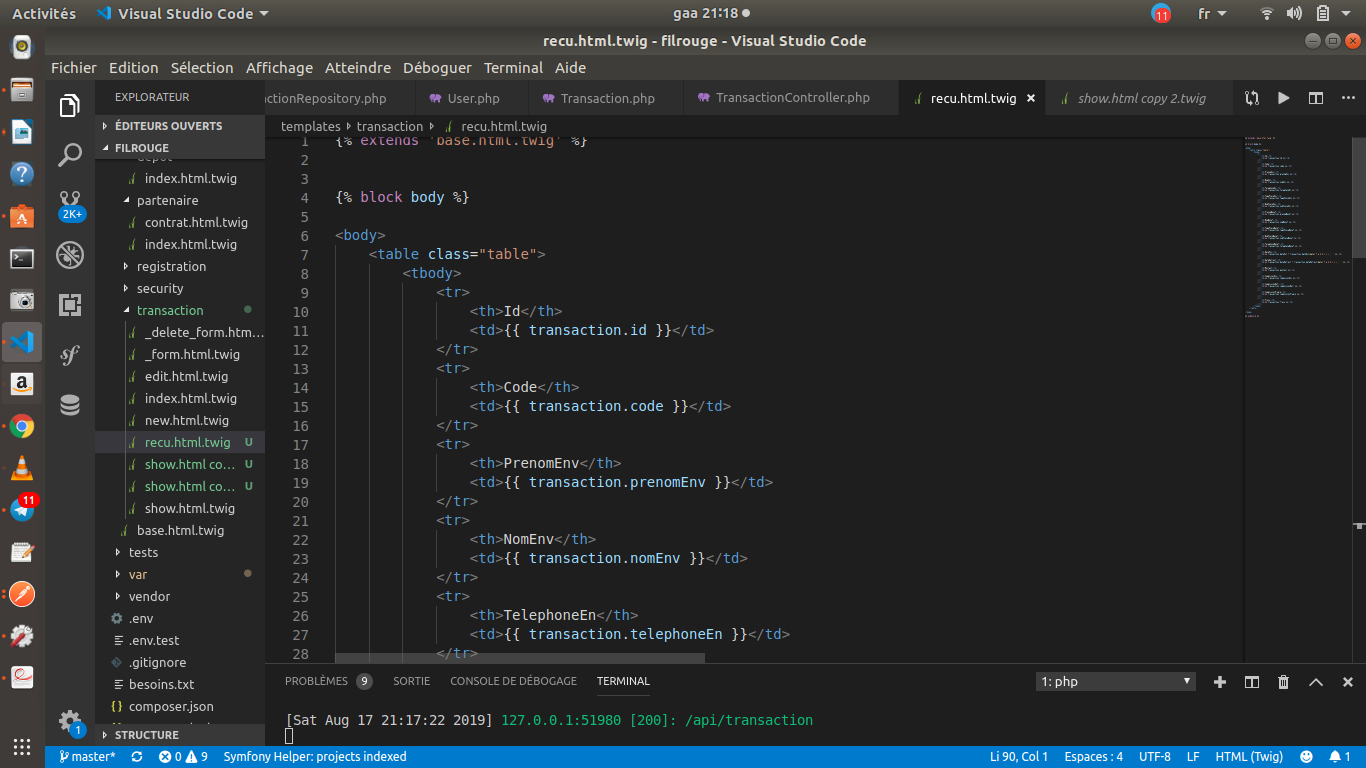 Activités
Visual Studio Code
gaa 21:18
11
fr
recu.html.twig - filrouge - Visual Studio Code
Fichier Edition Sélection Affichage Atteindre Déboguer Terminal Aide
EXPLORATEUR
ctionRepository.php
User.php
Transaction.php
TransactionController.php
recu.html.twig
show.html copy 2.twig
ÉDITEURS OUVERTS
FILROUGE
index.html.twig
partenaire
contrat.html.twig
index.html.twig
registration
security
transaction
_delete_form.htm...
_form.html.twig
edit.html.twig
index.html.twig
new.html.twig
recu.html.twig U
show.html co... U
show.html co... U
show.html.twig
base.html.twig
tests
var
vendor
.env
.env.test
.gitignore
besoins.txt
{} composer.json
STRUCTURE
2K+
sf
1
a
11
templates transaction recu.html.twig
1 {% extends 'base.html.twig' %}
2
3
4 {% block body %}
5
6 <body>
7 <table class="table">
8 <tbody>
9 <tr>
10 <th>Id</th>
11 <td>{{ transaction.id }}</td>
12 </tr>
13 <tr>
14 <th>Code</th>
15 <td>{{ transaction.code }}</td>
16 </tr>
17 <tr>
18 <th>PrenomEnv</th>
19 <td>{{ transaction.prenomEnv }}</td>
20 </tr>
21 <tr>
22 <th>NomEnv</th>
23 <td>{{ transaction.nomEnv }}</td>
24 </tr>
25 <tr>
26 <th>TelephoneEn</th>
27 <td>{{ transaction.telephoneEn }}</td>
28 </tr>
PROBLÈMES 9 SORTIE CONSOLE DE DÉBOGAGE TERMINAL
1: php
[Sat Aug 17 21:17:22 2019] 127.0.0.1:51980 [200]: /api/transaction
master* 0 9 Symfony Helper: projects indexed
Li 90, Col 1 Espaces : 4 UTF-8 LF HTML (Twig) 1